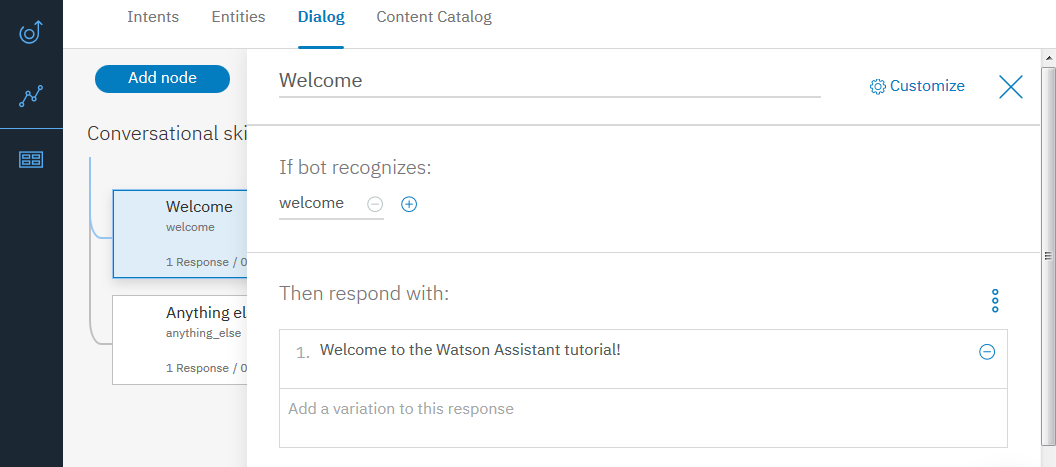 Intents Entities Dialog Content Catalog
Add node
Conversational ski
Welcome
welcome
1 Response / 0
Anything el
anything_else
1 Response / 0
Welcome
Customize
If bot recognizes:
welcome
Then respond with:
1. Welcome to the Watson Assistant tutorial!
Add a variation to this response